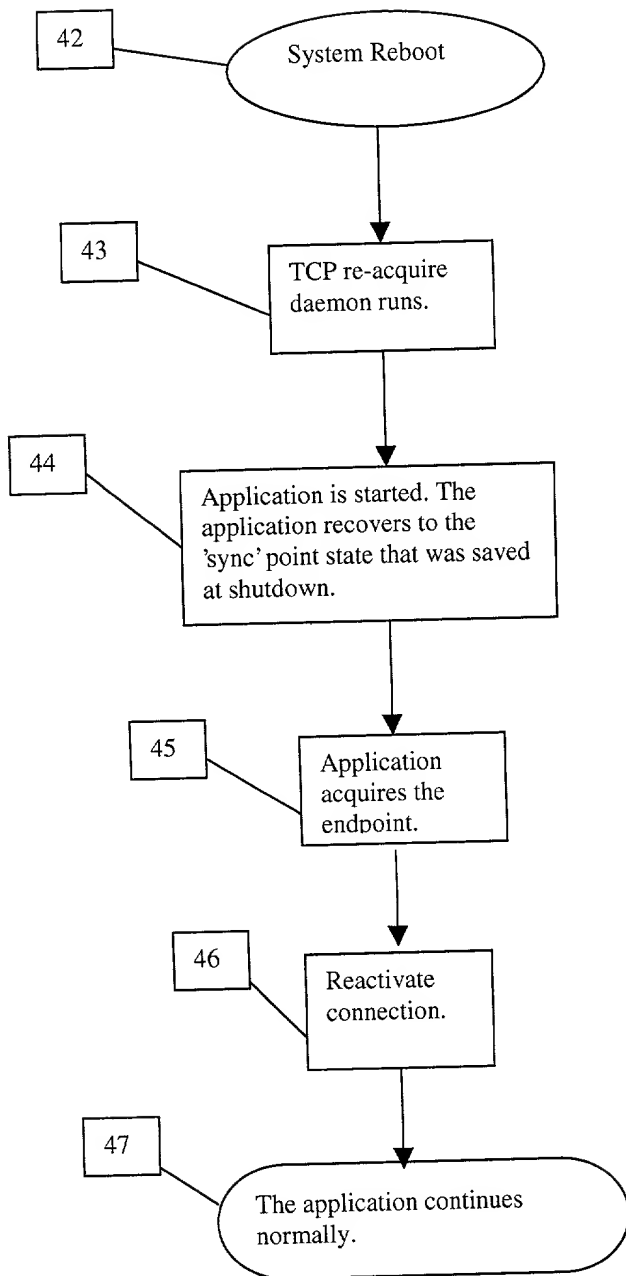 42
System Reboot
43
TCP re-acquire
daemon runs.
44
Application is started. The
application recovers to the
'sync' point state that was saved
at shutdown.
45
Application
acquires the
endpoint.
46
Reactivate
connection.
47
The application continues
normally.